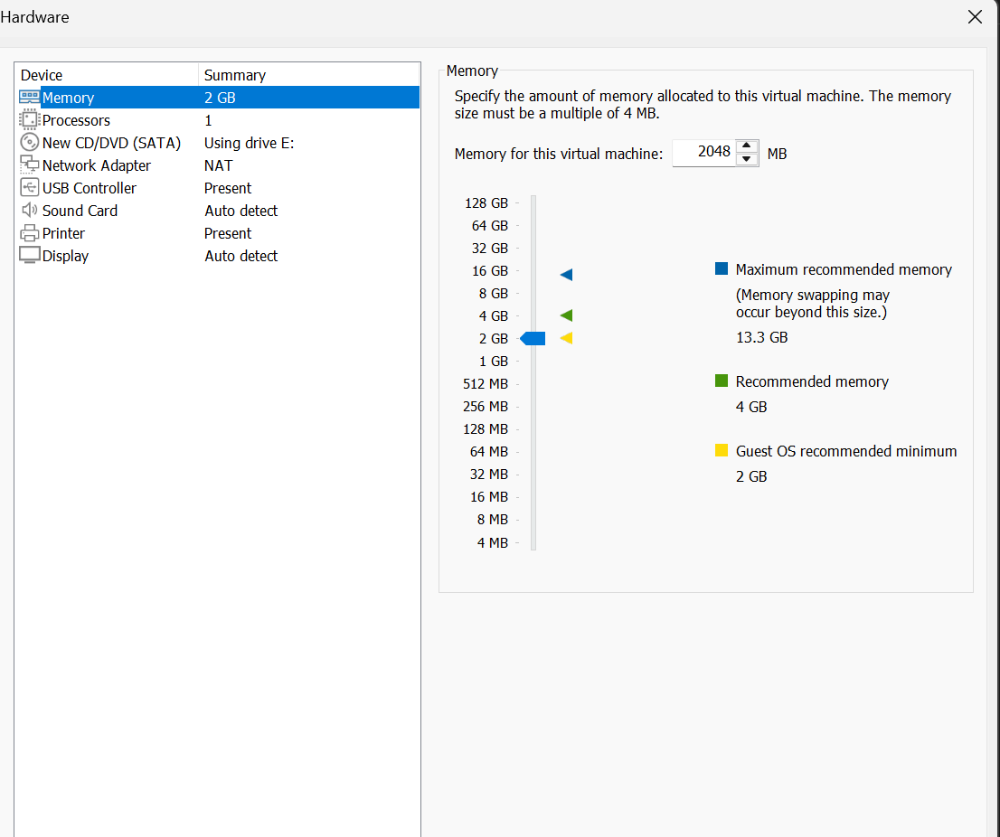 Hardware
Device Summary
Memory 2 GB
Processors 1
New CD/DVD (SATA) Using drive E:
Network Adapter NAT
USB Controller Present
Sound Card Auto detect
Printer Present
Display Auto detect
Memory
Specify the amount of memory allocated to this virtual machine. The memory
size must be a multiple of 4 MB.
Memory for this virtual machine: 2048 MB
128 GB
64 GB
32 GB
16 GB
8 GB
4 GB
2 GB
1 GB
512 MB
256 MB
128 MB
64 MB
32 MB
16 MB
8 MB
4 MB
Maximum recommended memory
(Memory swapping may
occur beyond this size.)
13.3 GB
Recommended memory
4 GB
Guest OS recommended minimum
2 GB